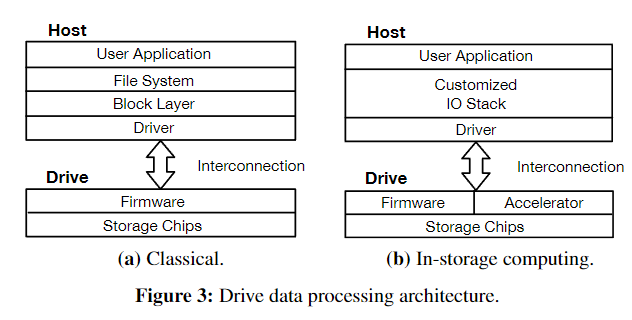 Host
User Application
File System
Block Layer
Driver
Interconnection
Drive
Firmware
Storage Chips
(a) Classical.
Host
User Application
Customized
IO Stack
Driver
Interconnection
Drive
Firmware Accelerator
Storage Chips
(b) In-storage computing.
Figure 3: Drive data processing architecture.